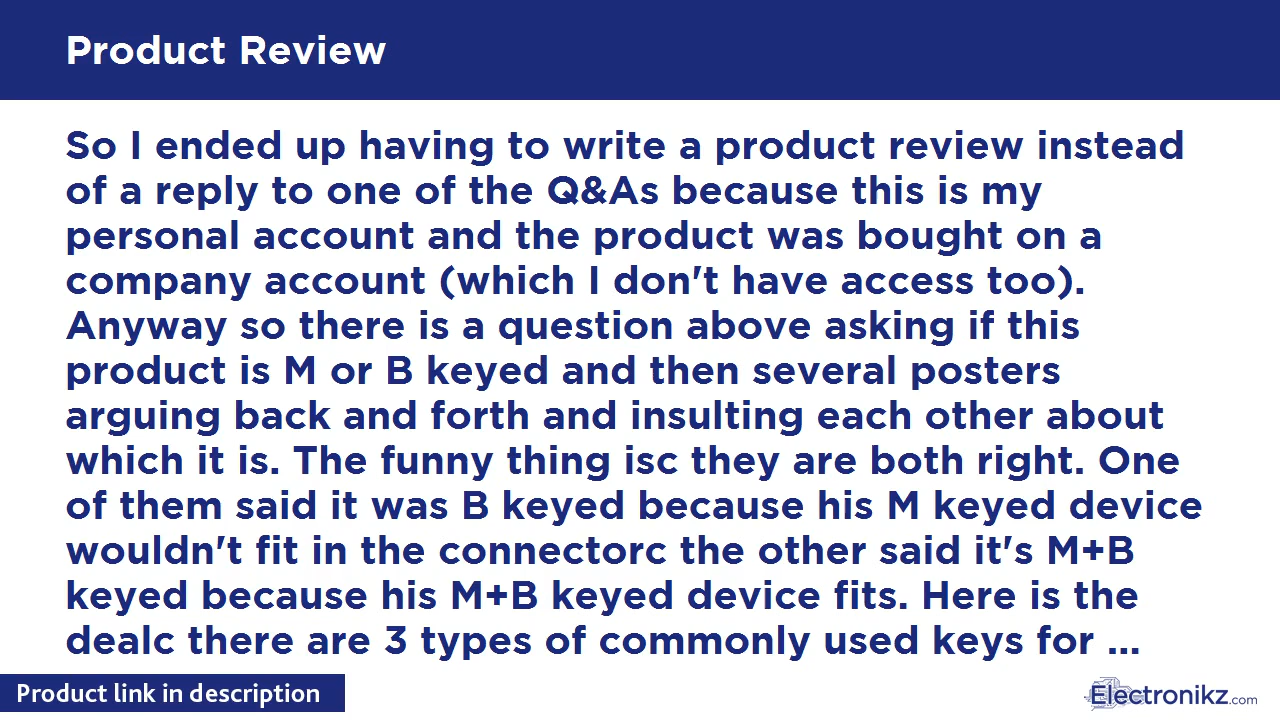 Product Review
So I ended up having to write a product review instead
of a reply to one of the Q&As because this is my
personal account and the product was bought on a
company account (which I don't have access too).
Anyway so there is a question above asking if this
product is M or B keyed and then several posters
arguing back and forth and insulting each other about
which it is. The funny thing isc they are both right. One
of them said it was B keyed because his M keyed device
wouldn't fit in the connectorc the other said it's M+B
keyed because his M+B keyed device fits. Here is the
dealc there are 3 types of commonly used keys for ...
Product link in description
Electronikz.com